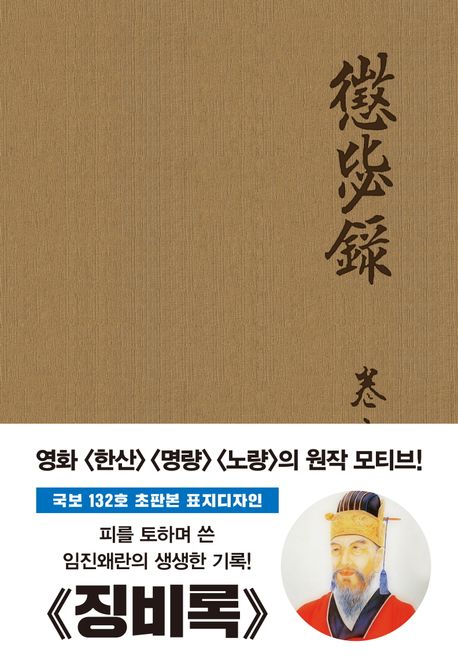 懲毖錄
卷
영화 〈한산〉 〈명량〉 〈노량〉의 원작 모티브!
국보 132호 초판본 표지디자인
피를 토하며 쓴
임진왜란의 생생한 기록!
《징비록》